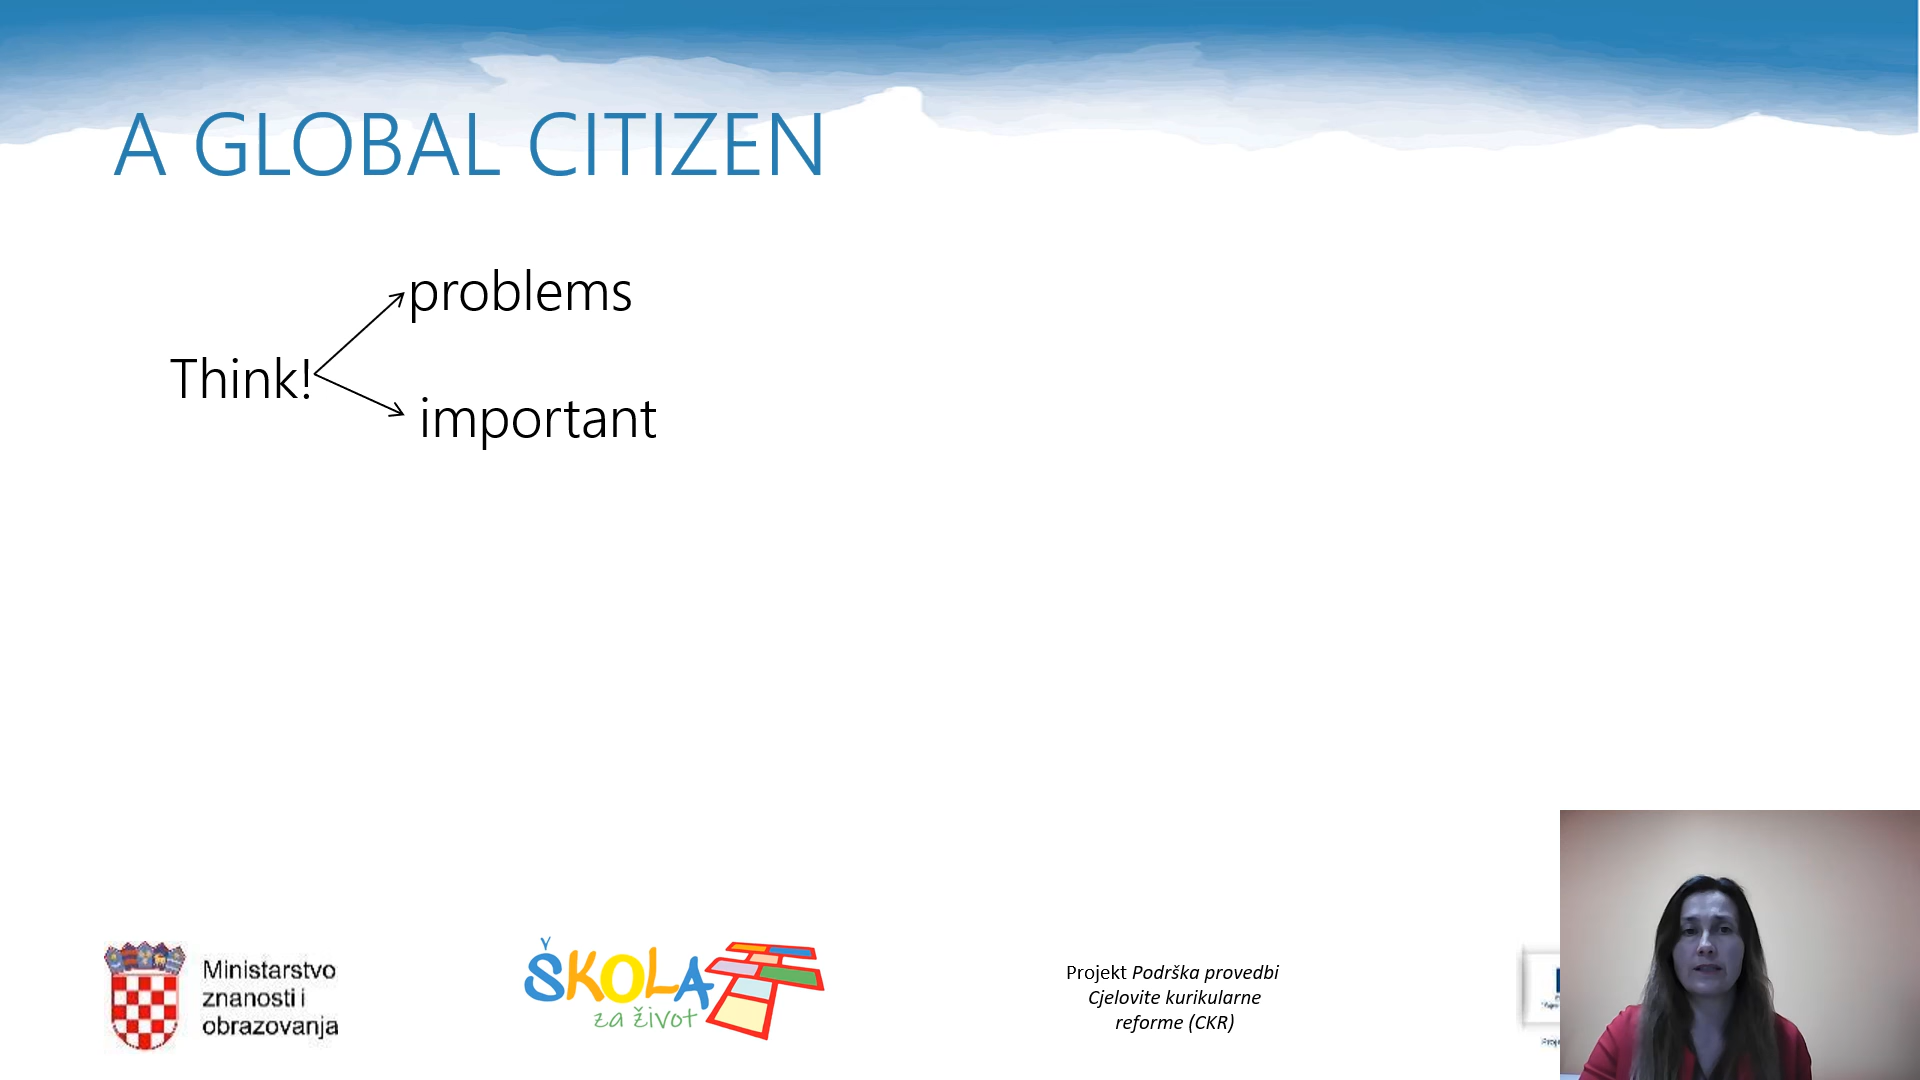 A GLOBAL CITIZEN
problems
Think!
important
Ministarstvo
znanosti i
obrazovanja
ŠKOLA
za život
Projekt Podrška provedbi
Cjelovite kurikularne
reforme (CKR)